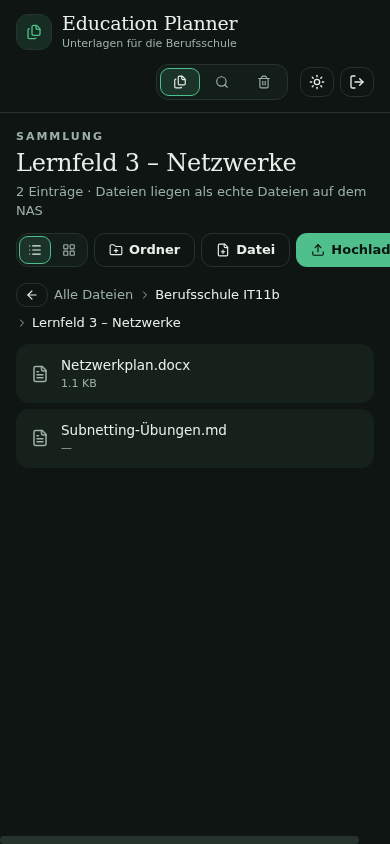 Education Planner
Unterlagen für die Berufsschule
SAMMLUNG
Lernfeld 3 – Netzwerke
2 Einträge · Dateien liegen als echte Dateien auf dem
NAS
Ordner
Datei
Hochlad
Alle Dateien > Berufsschule IT11b
> Lernfeld 3 – Netzwerke
Netzwerkplan.docx
1.1 KB
Subnetting-Übungen.md
—